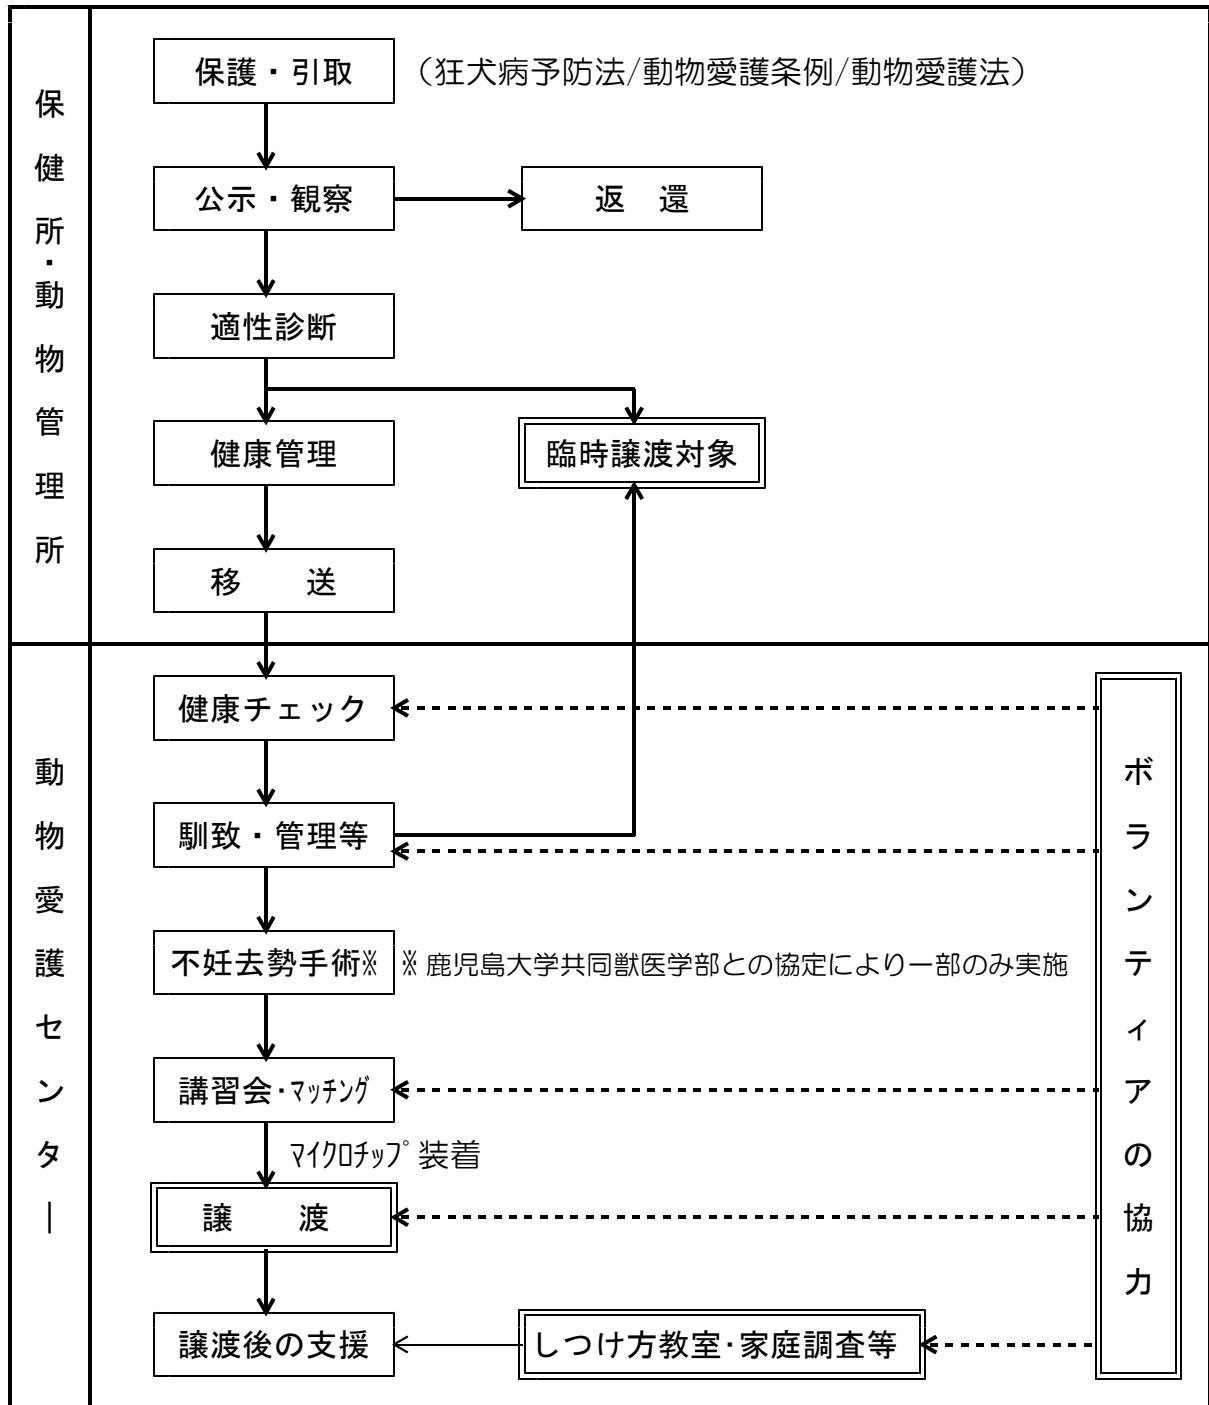 保健所・動物管理所
保護・引取 （狂犬病予防法/動物愛護条例/動物愛護法）
公示・観察
返　還
適性診断
健康管理
臨時譲渡対象
移　　送
動物愛護センター
健康チェック
馴致・管理等
不妊去勢手術※ ※鹿児島大学共同獣医学部との協定により一部のみ実施
講習会・ﾏｯﾁﾝｸﾞ
ﾏｲｸﾛﾁｯﾌﾟ装着
譲　　渡
譲渡後の支援
しつけ方教室・家庭調査等
ボランティアの協力